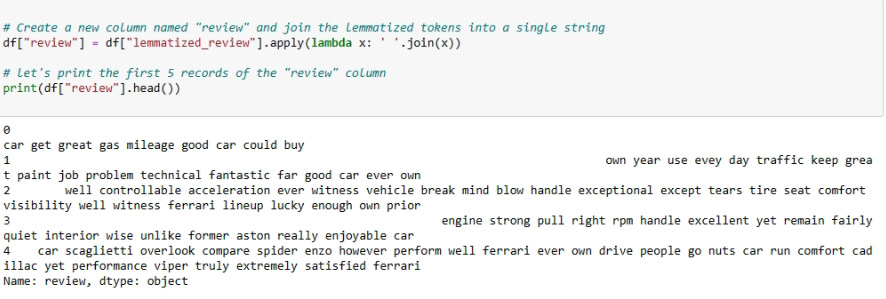 # Create a new column named "review" and join the Lemmatized tokens into a single string
df["review"] = df["lemmatized_review"].apply(lambda x: ' '.join(x))
# Let's print the first 5 records of the "review" column
print(df["review"].head())
0
car get great gas mileage good car could buy
1 own year use evey day traffic keep grea
t paint job problem technical fantastic far good car ever own
2 well controllable acceleration ever witness vehicle break mind blow handle exceptional except tears tire seat comfort
visibility well witness ferrari lineup lucky enough own prior
3 engine strong pull right rpm handle excellent yet remain fairly
quiet interior wise unlike former aston really enjoyable car
4 car scaglietti overlook compare spider enzo however perform well ferrari ever own drive people go nuts car run comfort cad
illac yet performance viper truly extremely satisfied ferrari
Name: review, dtype: object